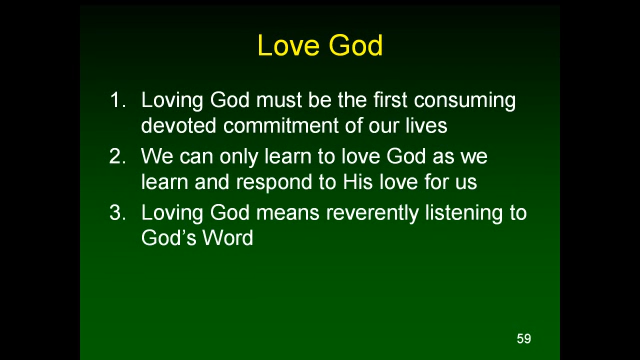 Love God
1. Loving God must be the first consuming
devoted commitment of our lives
2. We can only learn to love God as we
learn and respond to His love for us
3. Loving God means reverently listening to
God’s Word
59